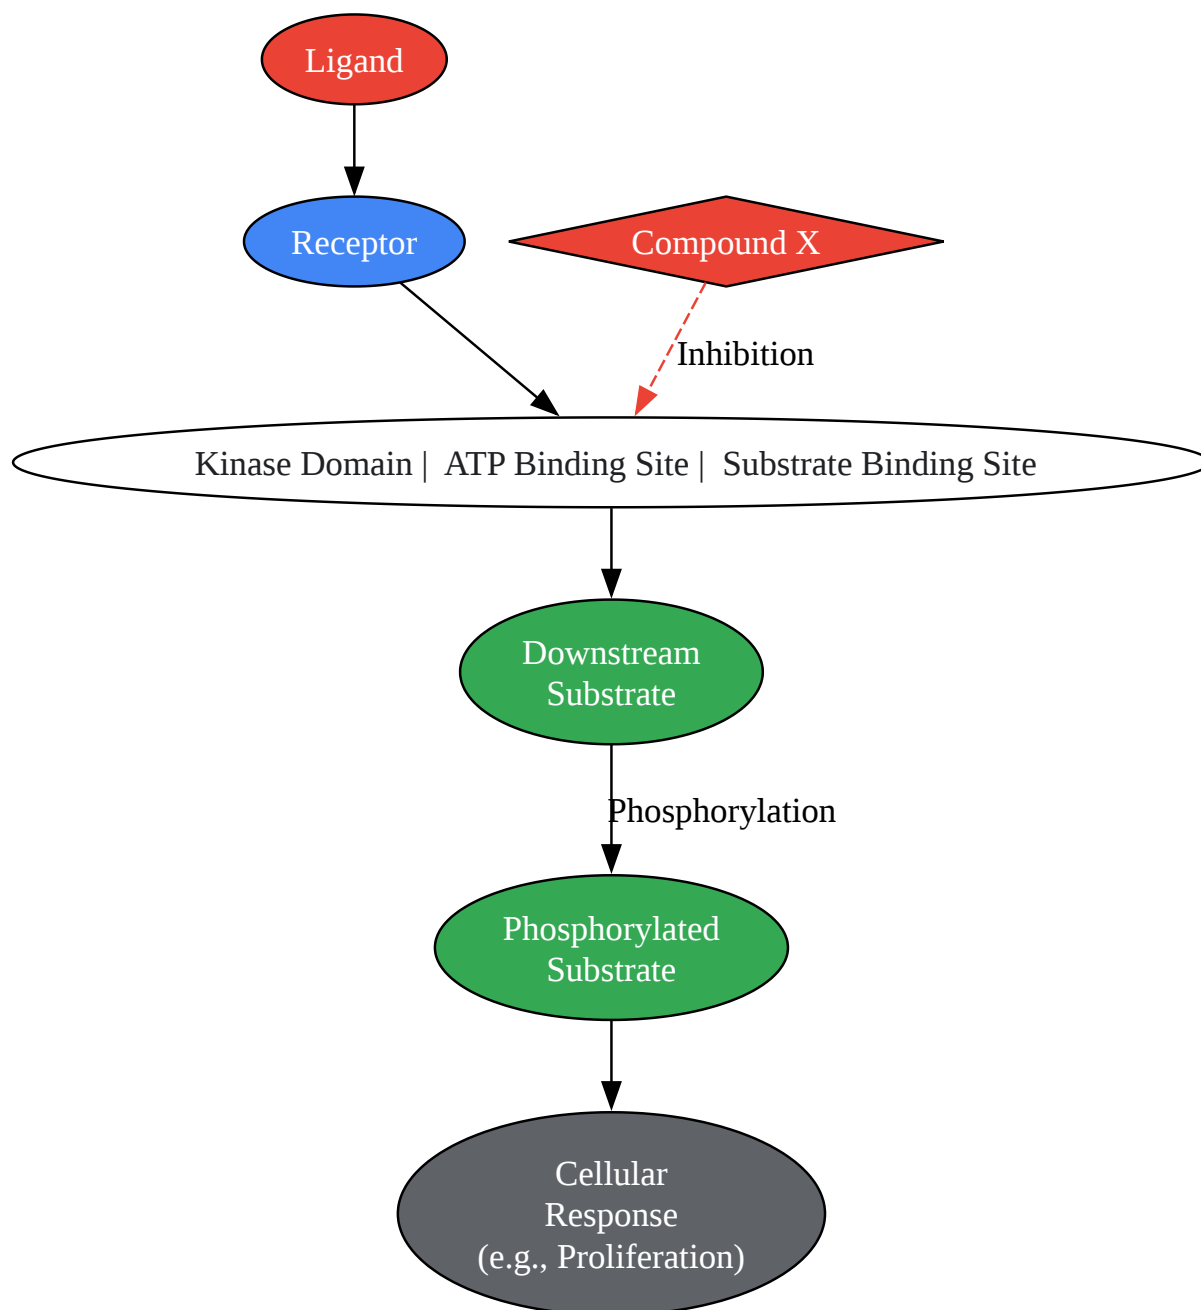 Ligand
Receptor
Compound X
Inhibition
Kinase Domain | ATP Binding Site | Substrate Binding Site
Downstream
Substrate
Phosphorylation
Phosphorylated
Substrate
Cellular
Response
(e.g., Proliferation)